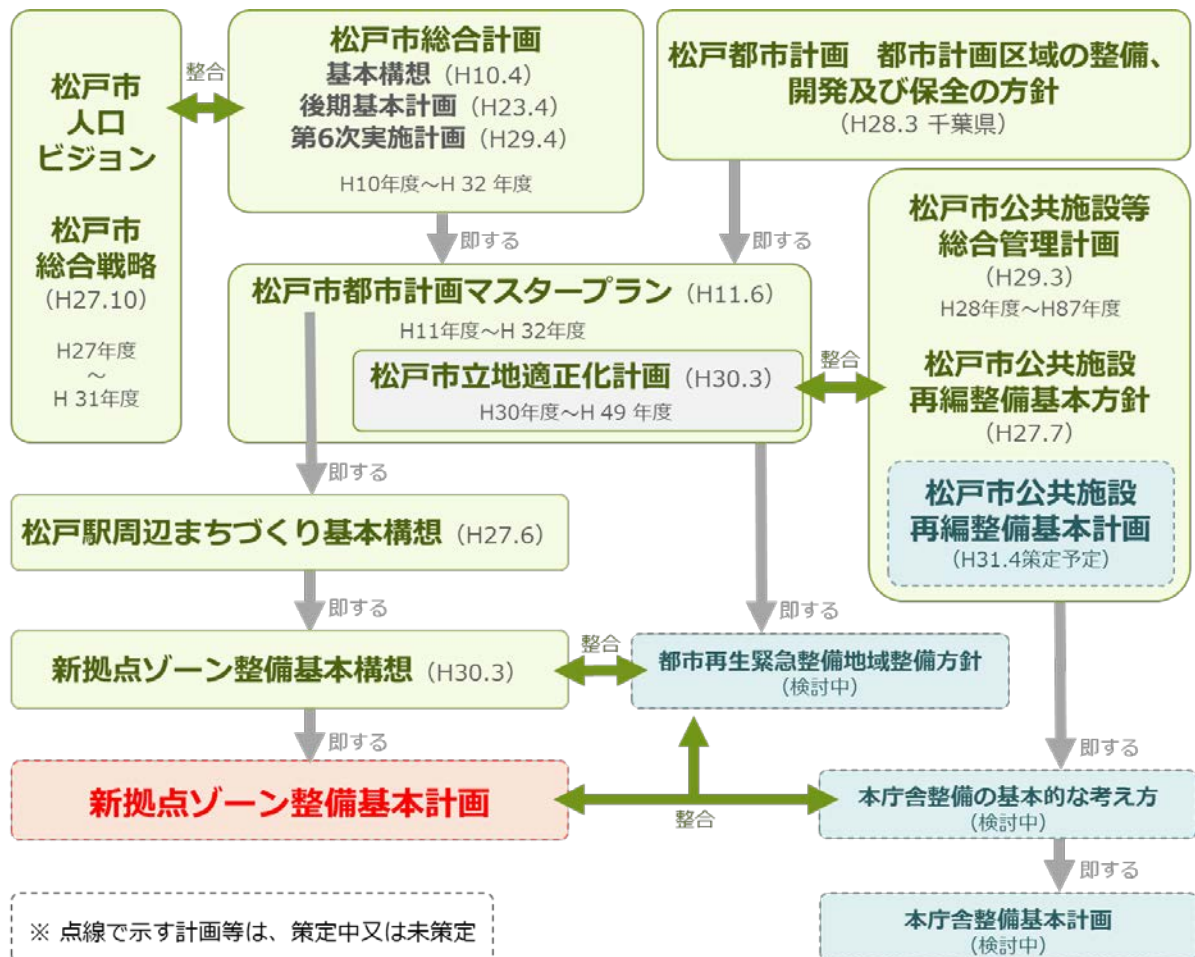 松戸市
人口
ビジョン
松戸市
総合戦略
(H27.10)
H27年度
～
H 31年度
整合
松戸市総合計画
基本構想（H10.4）
後期基本計画（H23.4）
第6次実施計画（H29.4）
H10年度～H 32 年度
松戸都市計画　都市計画区域の整備、
開発及び保全の方針
（H28.3 千葉県）
即する
即する
松戸市都市計画マスタープラン（H11.6）
H11年度～H 32年度
松戸市立地適正化計画（H30.3）
H30年度～H 49 年度
整合
松戸市公共施設等
総合管理計画
（H29.3）
H28年度～H87年度
松戸市公共施設
再編整備基本方針
（H27.7）
松戸市公共施設
再編整備基本計画
（H31.4策定予定）
即する
松戸駅周辺まちづくり基本構想（H27.6）
即する
即する
新拠点ゾーン整備基本構想（H30.3）
整合
都市再生緊急整備地域整備方針
（検討中）
即する
即する
新拠点ゾーン整備基本計画
整合
本庁舎整備の基本的な考え方
（検討中）
即する
本庁舎整備基本計画
（検討中）
※ 点線で示す計画等は、策定中又は未策定